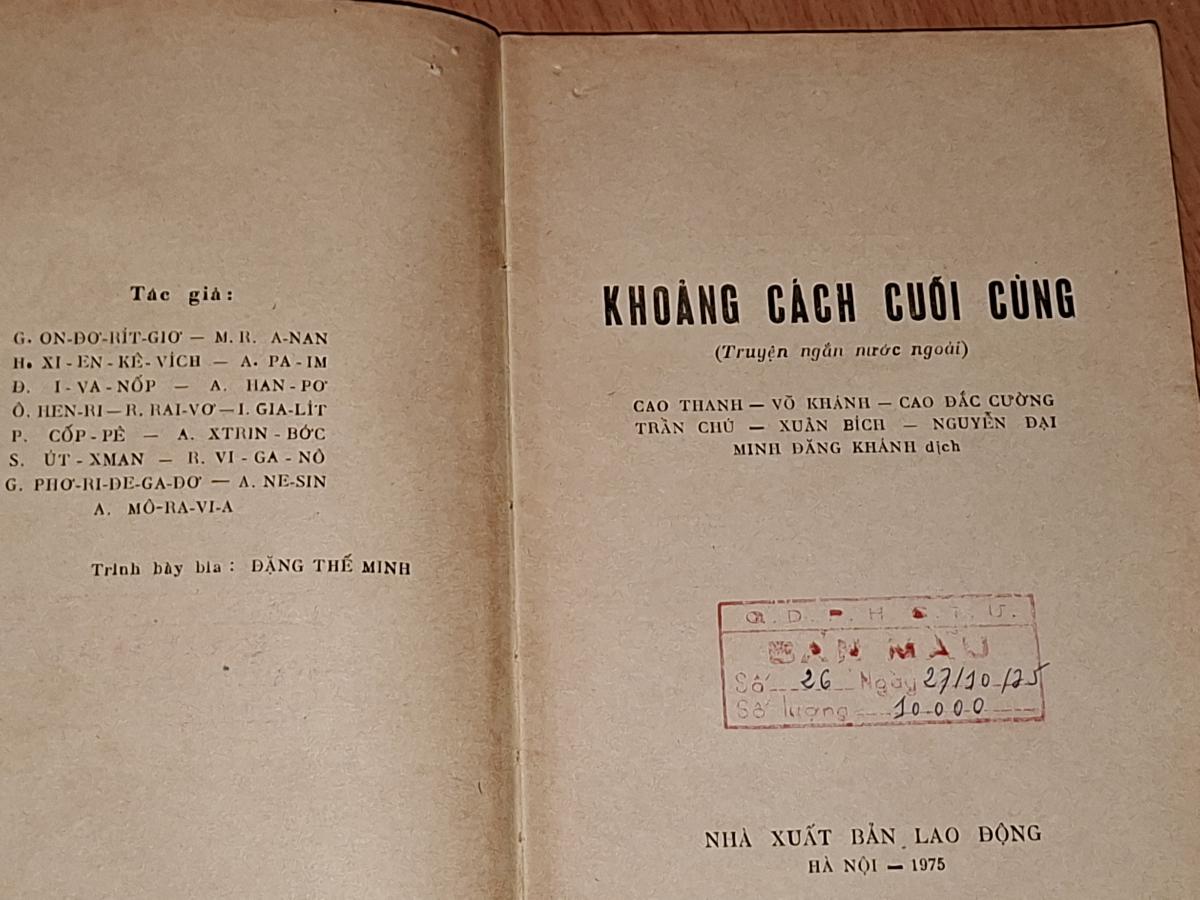 Tác giả:
G. ON-ĐƠ-RÍT-GIƠ — M. R. A-NAN
H. XI-EN-KÊ-VÍCH — A. PA-IM
Đ. I-VA-NỐP — A. HAN-PƠ
Ô. HEN-RI — R. RAI-VƠ — I. GIA-LÍT
P. CỐP-PÊ — A. XTRIN-BỚC
S. ÚT-XMAN — R. VI-GA-NÔ
G. PHƠ-RI-ĐE-GA-ĐƠ — A. NE-SIN
A. MÔ-RA-VI-A
Trình bày bìa: ĐẶNG THẾ MINH
KHOẢNG CÁCH CUỐI CÙNG
(Truyện ngắn nước ngoài)
CAO THANH — VÕ KHÁNH — CAO ĐẮC CƯỜNG
TRẦN CHÚ — XUÂN BÍCH — NGUYỄN ĐẠI
MINH ĐĂNG KHÁNH dịch
BẢN MẪU
Số 26 Ngày 27/10/75
Số lượng 10.000
NHÀ XUẤT BẢN LAO ĐỘNG
HÀ NỘI — 1975